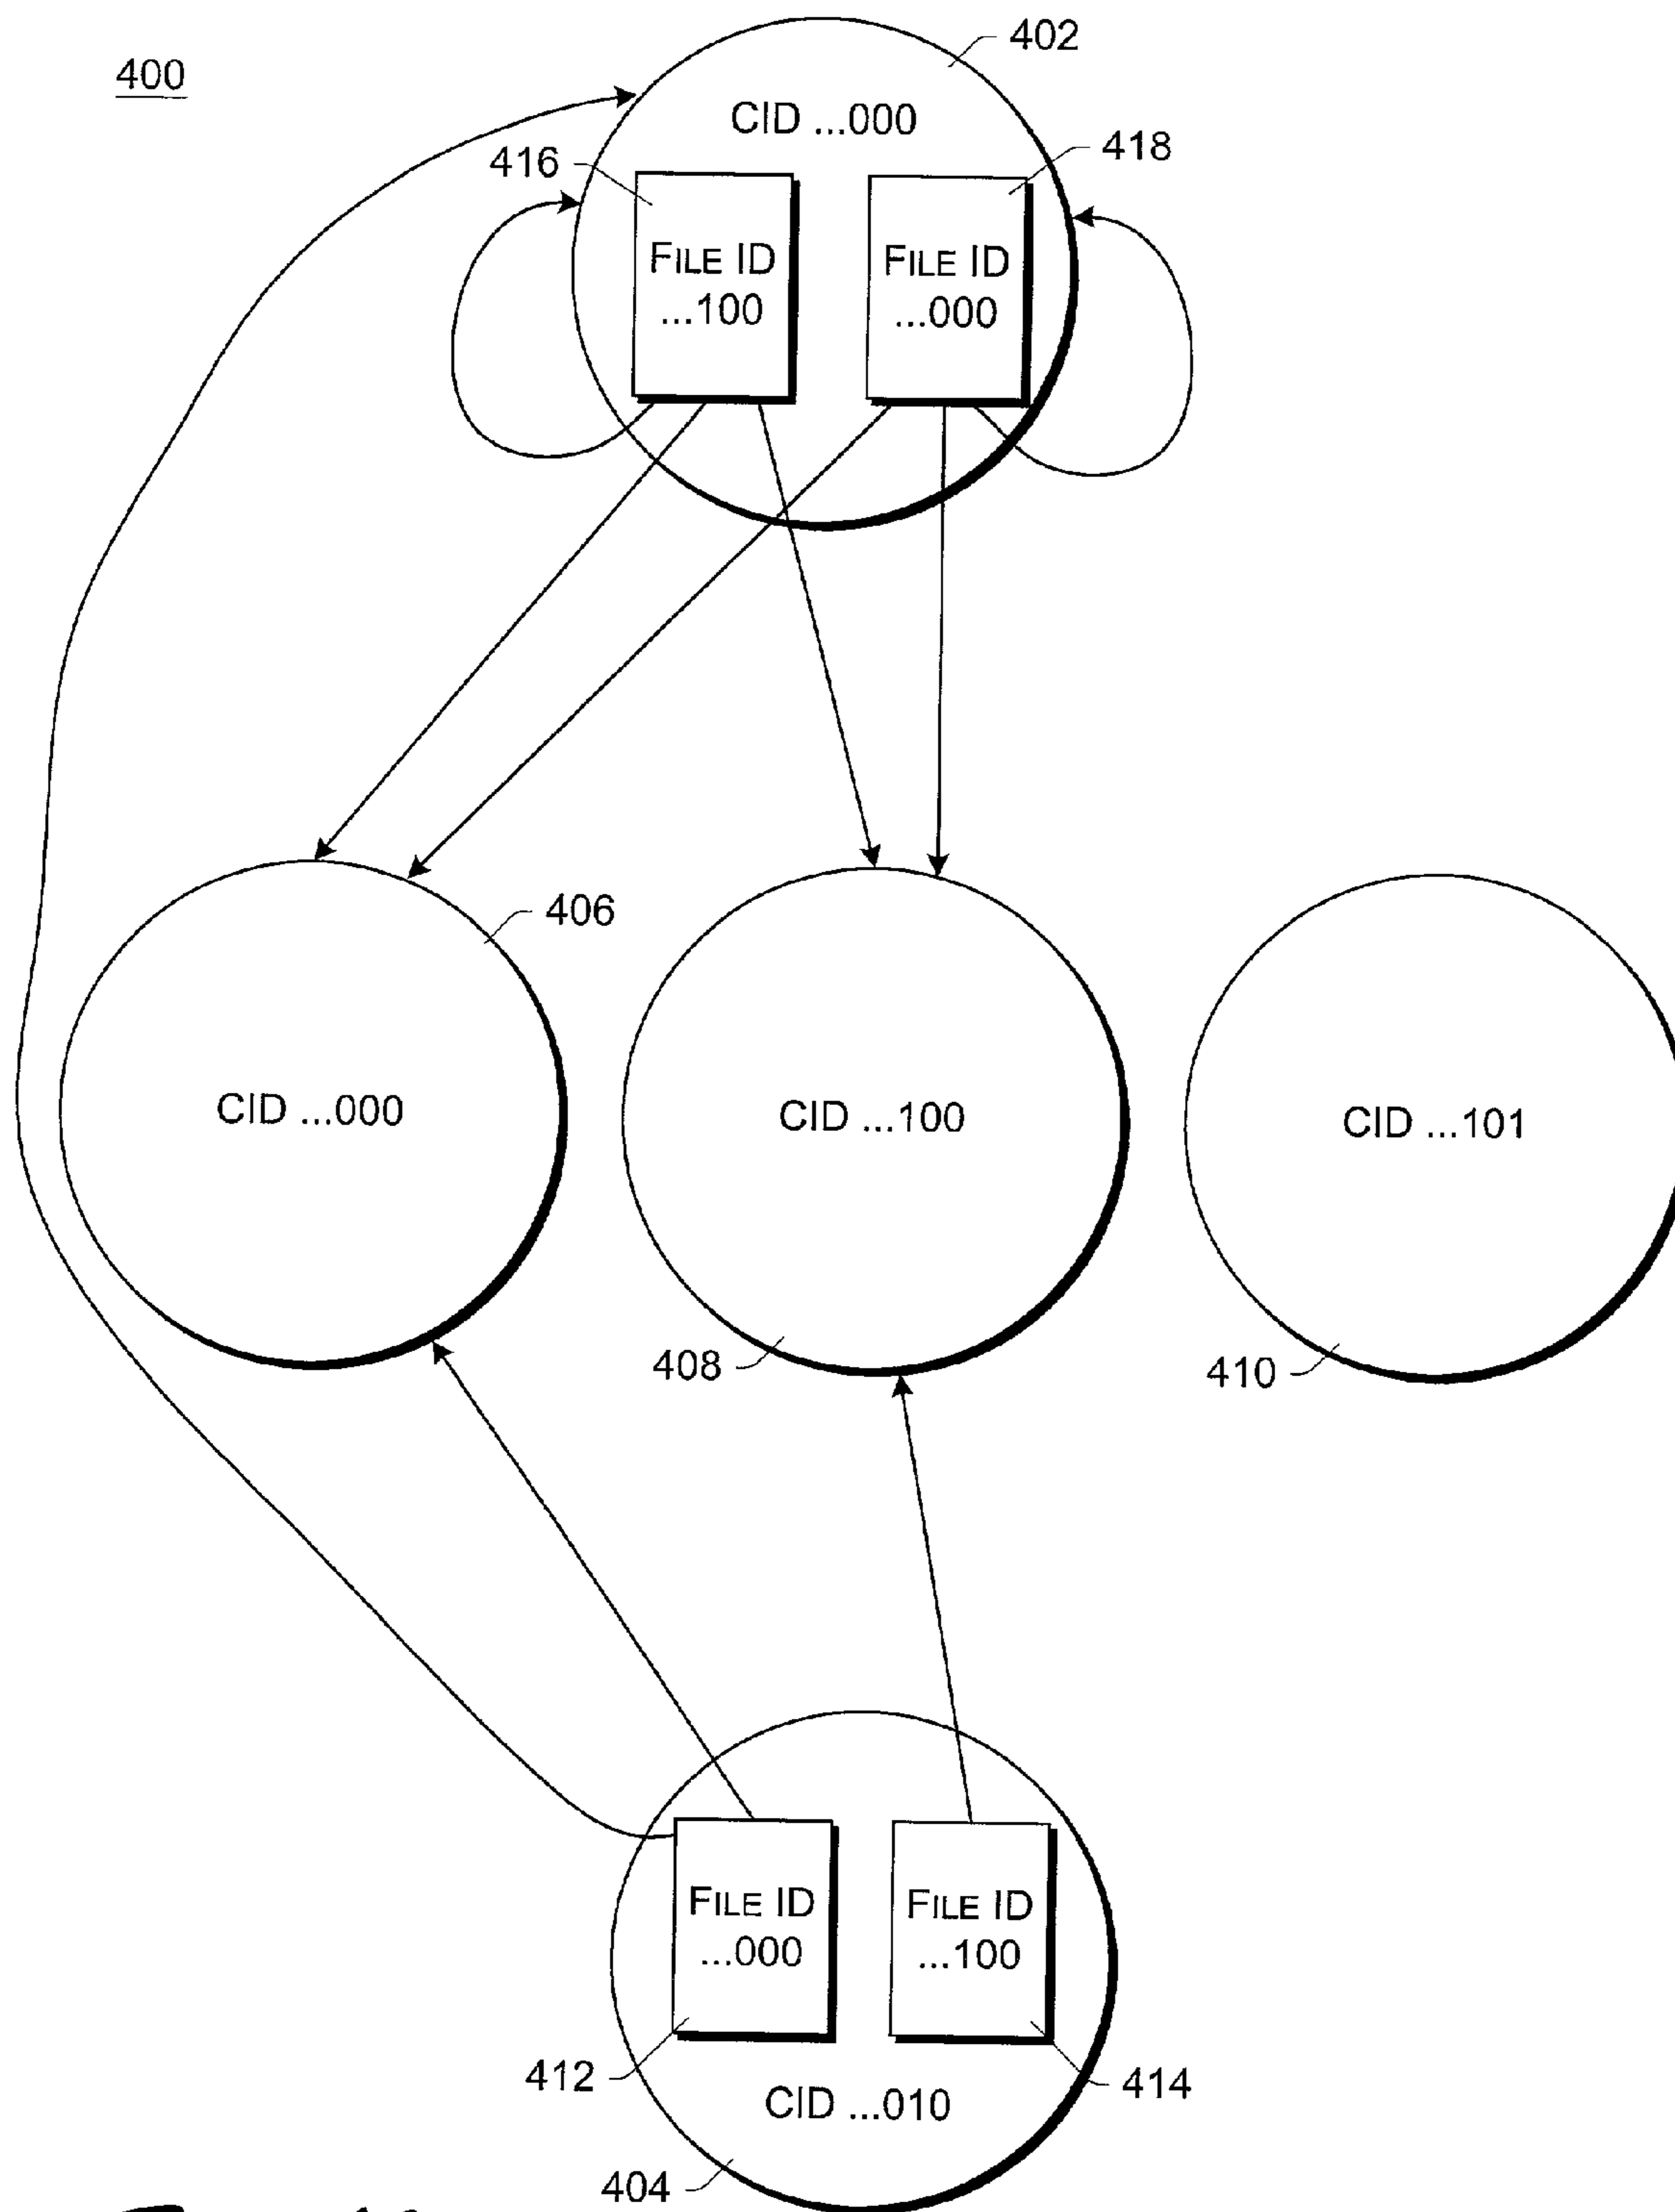 400
402
CID ...000
416
418
FILE ID
...100
FILE ID
...000
406
CID ...000
CID ...100
CID ...101
408
410
FILE ID
...000
FILE ID
...100
412
414
CID ...010
404